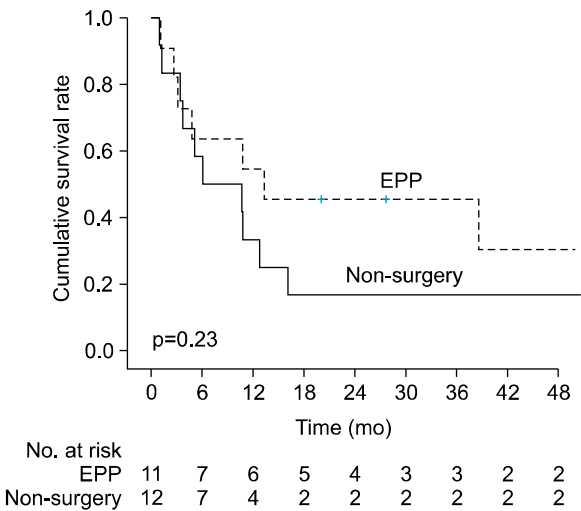 Cumulative survival rate
1.0
0.8
0.6
0.4
0.2
0.0
EPP
Non-surgery
p=0.23
0 6 12 18 24 30 36 42 48
Time (mo)
No. at risk
EPP 11 7 6 5 4 3 3 2 2
Non-surgery 12 7 4 2 2 2 2 2 2